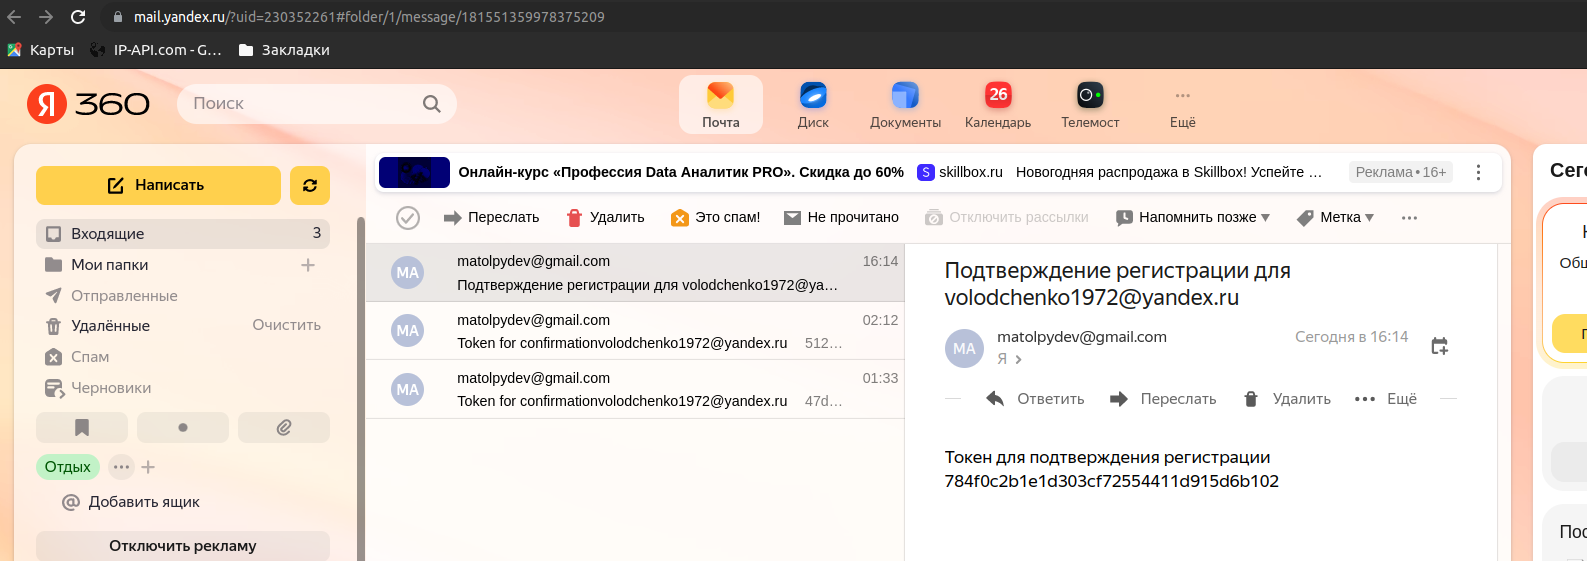 mail.yandex.ru/?uid=230352261#folder/1/message/181551359978375209
Карты IP-API.com - G... Закладки
Я 360
Поиск
Почта Диск Документы 26 Календарь Телемост Ещё
Написать
Входящие 3
Мои папки
Отправленные
Удалённые Очистить
Спам
Черновики
Отдых
Добавить ящик
Отключить рекламу
Онлайн-курс «Профессия Data Аналитик PRO». Скидка до 60% S skillbox.ru Новогодняя распродажа в Skillbox! Успейте ... Реклама • 16+
Переслать Удалить Это спам! Не прочитано Отключить рассылки Напомнить позже Метка
MA matolpydev@gmail.com 16:14
Подтверждение регистрации для volodchenko1972@ya...
MA matolpydev@gmail.com 02:12
Token for confirmationvolodchenko1972@yandex.ru 512...
MA matolpydev@gmail.com 01:33
Token for confirmationvolodchenko1972@yandex.ru 47d...
Подтверждение регистрации для
volodchenko1972@yandex.ru
MA matolpydev@gmail.com Сегодня в 16:14
Я
Ответить Переслать Удалить Ещё
Токен для подтверждения регистрации
784f0c2b1e1d303cf72554411d915d6b102